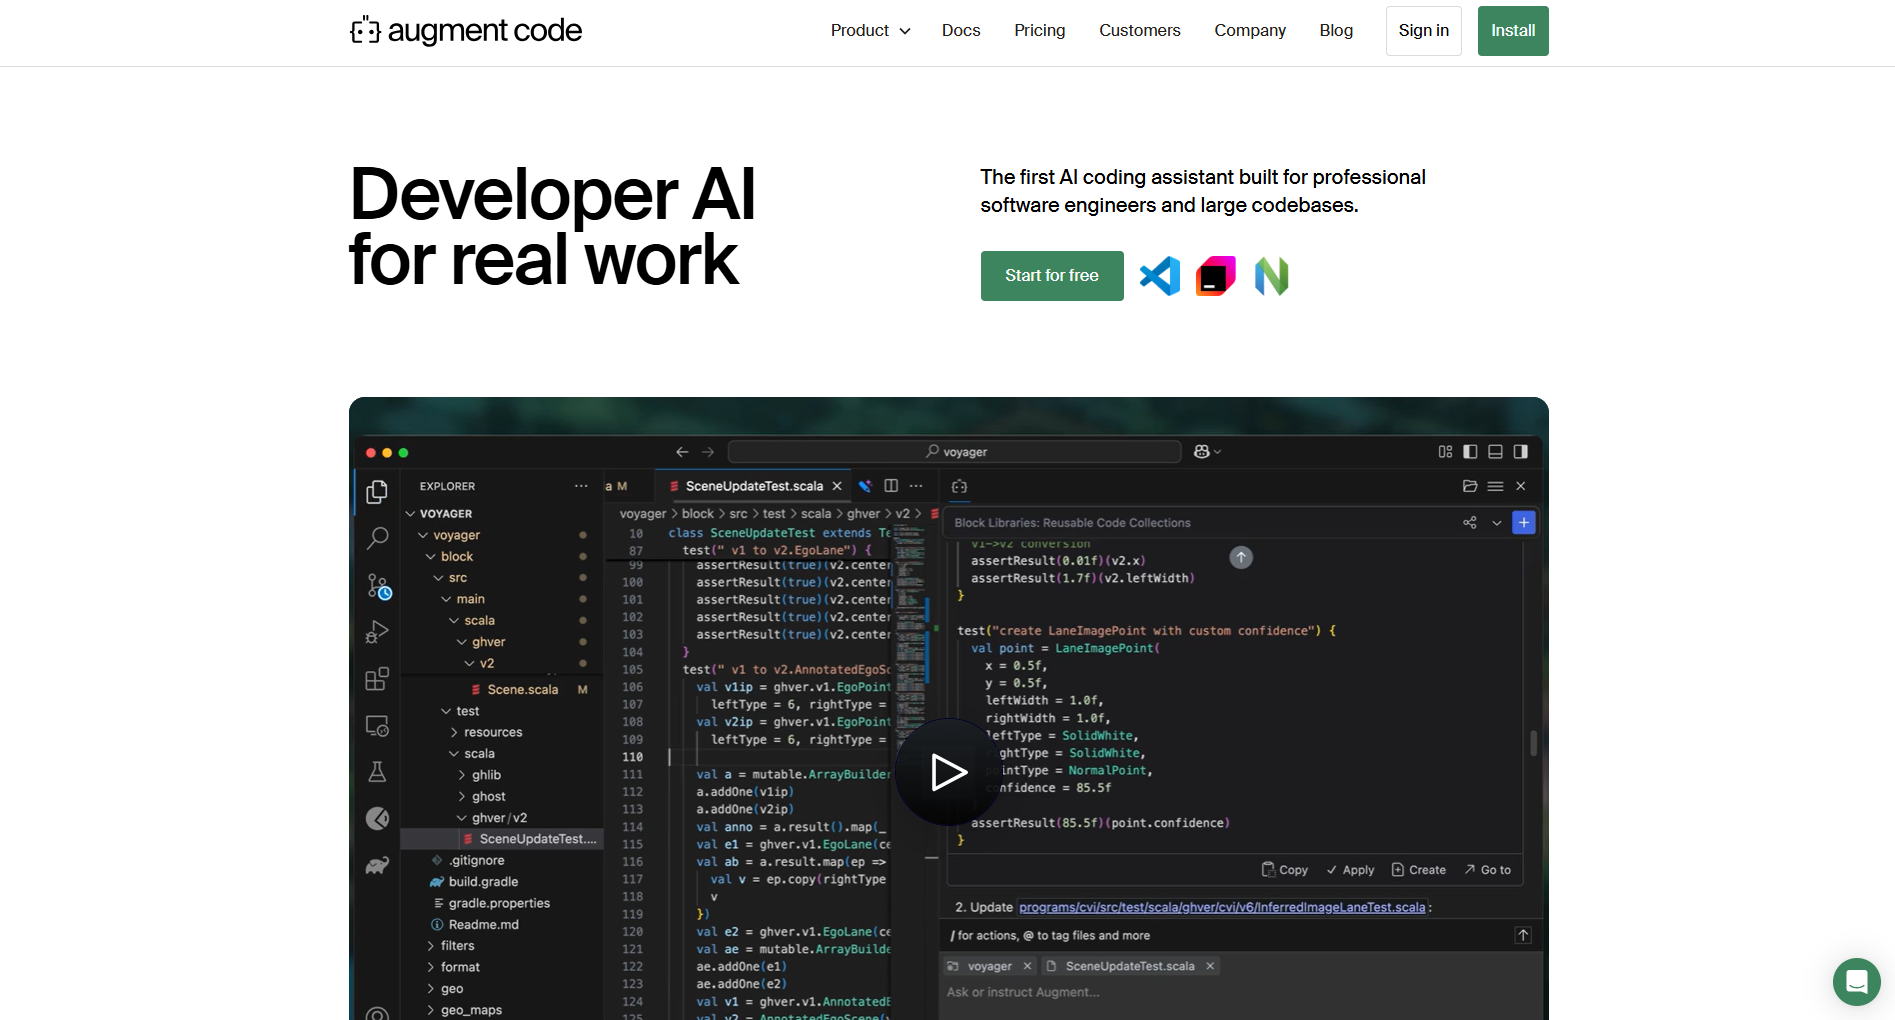 augment code
Product
Docs
Pricing
Customers
Company
Blog
Sign in
Install
Developer AI
for real work
The first AI coding assistant built for professional
software engineers and large codebases.
Start for free
voyager
EXPLORER
VOYAGER
voyager
block
src
main
scala
ghver
v2
Scene.scala M
test
resources
scala
ghlib
ghost
ghver/v2
SceneUpdateTest....
.gitignore
build.gradle
gradle.properties
Readme.md
filters
format
geo
geo_maps
a M
SceneUpdateTest.scala
voyager > block > src > test > scala > ghver > v2 >
10 class SceneUpdateTest extends Te
87 test(" v1 to v2.EgoLane") {
99 assertResult(true)(v2.center
100 assertResult(true)(v2.center
101 assertResult(true)(v2.center
102 assertResult(true)(v2.center
103 assertResult(true)(v2.center
104 }
105 test(" v1 to v2.AnnotatedEgoSc
106 val v1ip = ghver.v1.EgoPoint
107 leftType = 6, rightType =
108 val v2ip = ghver.v1.EgoPoint
109 leftType = 6, rightType =
110
111 val a = mutable.ArrayBuilder
112 a.addOne(v1ip)
113 a.addOne(v2ip)
114 val anno = a.result().map(_
115 val e1 = ghver.v1.EgoLane(ce
116 val ab = a.result.map(ep =>
117 val v = ep.copy(rightType
118 v
119 })
120 val e2 = ghver.v1.EgoLane(ce
121 val ae = mutable.ArrayBuilde
122 ae.addOne(e1)
123 ae.addOne(e2)
124 val v1 = ghver.v1.AnnotatedE
125 val v2 = AnnotatedEgoScene(
Block Libraries: Reusable Code Collections
v1->v2 conversion
assertResult(0.01f)(v2.x)
assertResult(1.7f)(v2.leftWidth)
}
test("create LaneImagePoint with custom confidence") {
val point = LaneImagePoint(
x = 0.5f,
y = 0.5f,
leftWidth = 1.0f,
rightWidth = 1.0f,
leftType = SolidWhite,
ghtType = SolidWhite,
intType = NormalPoint,
confidence = 85.5f
assertResult(85.5f)(point.confidence)
}
Copy
Apply
Create
Go to
2. Update programs/cvi/src/test/scala/ghver/cvi/v6/InferredImageLaneTest.scala :
/ for actions, @ to tag files and more
voyager
SceneUpdateTest.scala
Ask or instruct Augment...